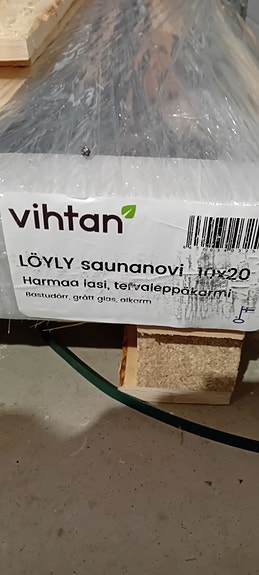 vihtan
LÖYLY saunanovi 10x20
Harmaa lasi, tervaleppäkarmi
Bastudörr, grått glas, alkarm